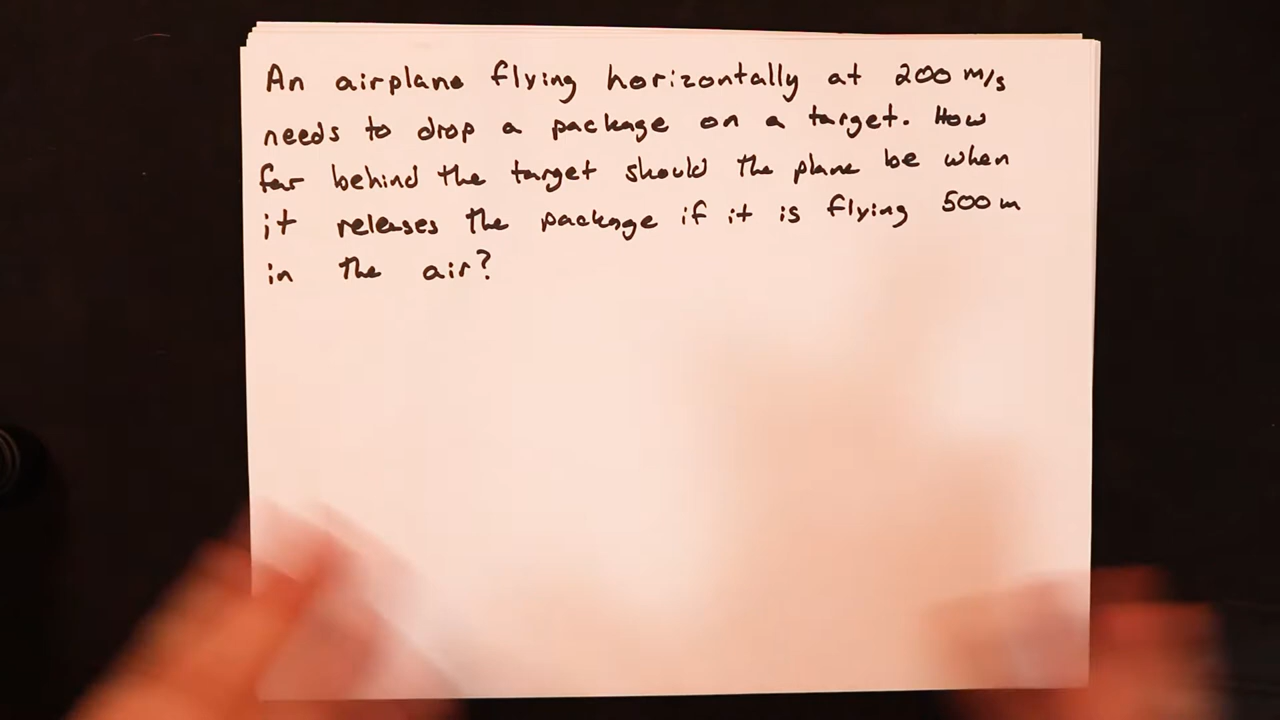 An airplane flying horizontally at 200 m/s
needs to drop a package on a target. How
far behind the target should the plane be when
it releases the package if it is flying 500 m
in the air?